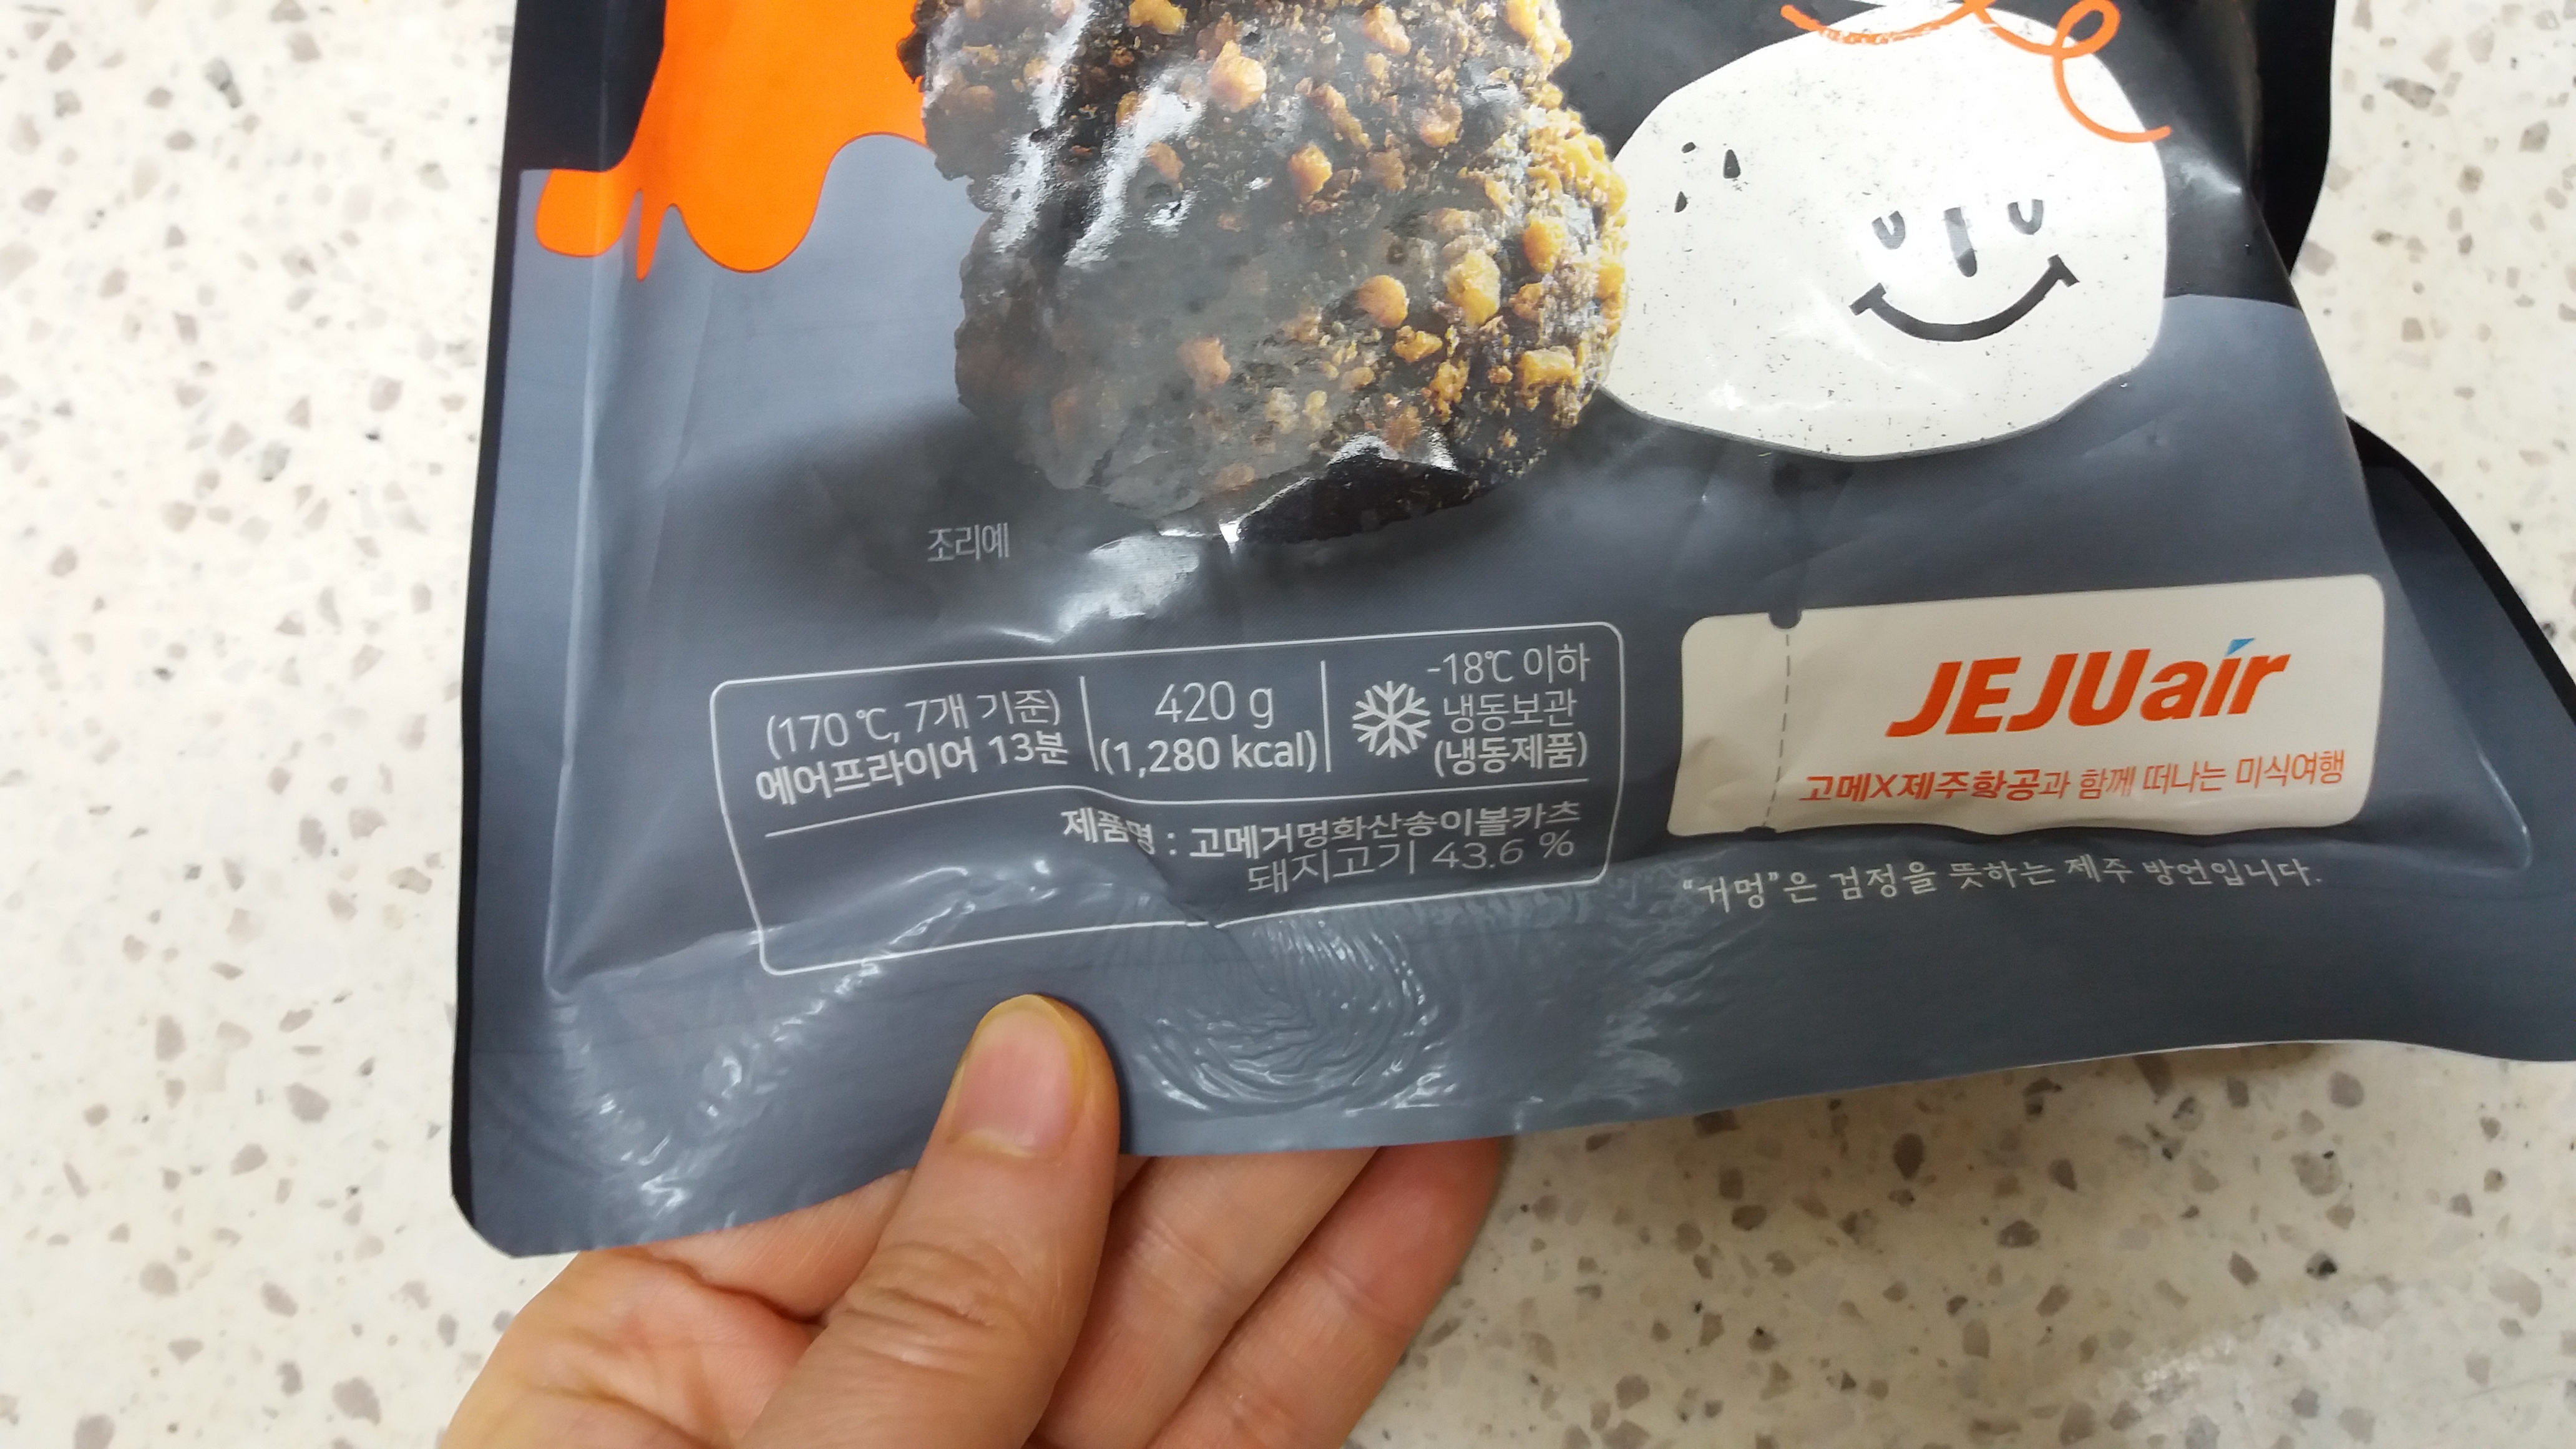 조리예
(170 ℃, 7개 기준)
에어프라이어 13분
420 g
(1,280 kcal)
-18℃ 이하
냉동보관
(냉동제품)
제품명 : 고메거멍화산송이볼카츠
돼지고기 43.6 %
JEJUair
고메X제주항공과 함께 떠나는 미식여행
“거멍”은 검정을 뜻하는 제주 방언입니다.